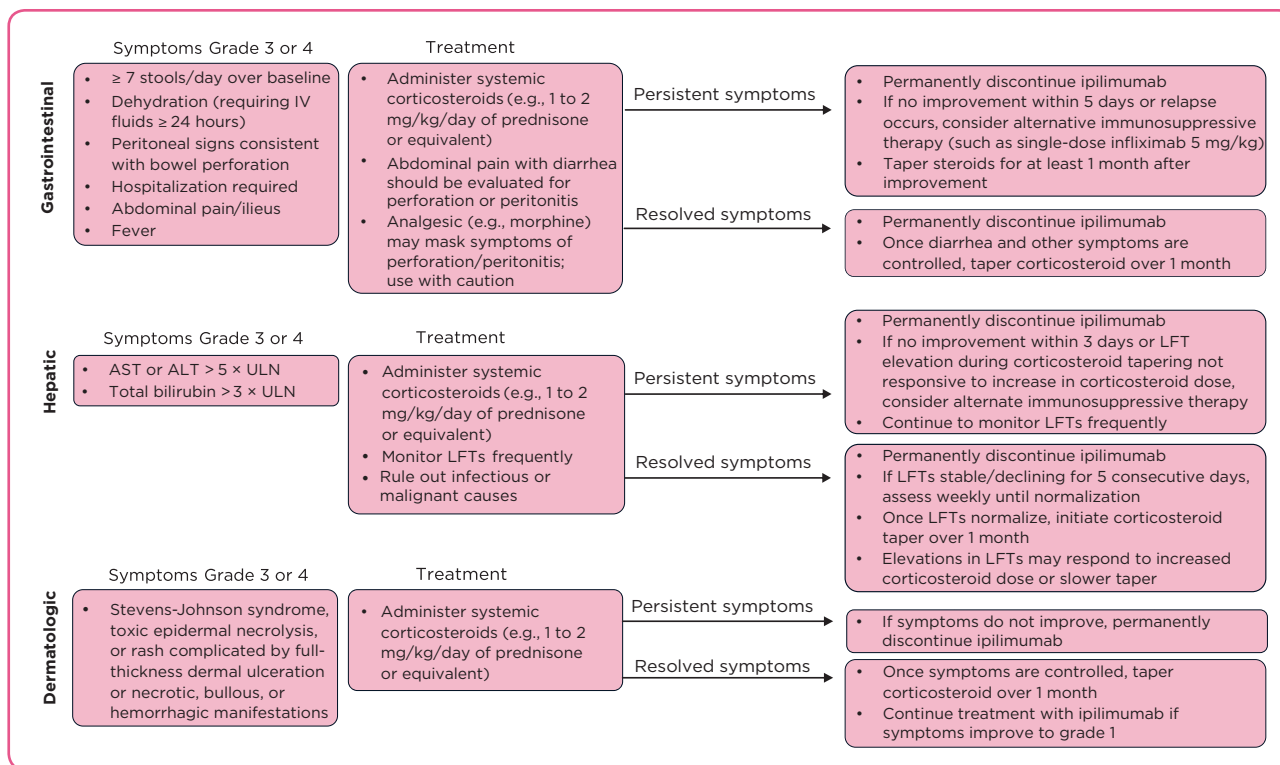 Gastrointestinal
Symptoms Grade 3 or 4
• ≥ 7 stools/day over baseline
• Dehydration (requiring IV
fluids ≥ 24 hours)
• Peritoneal signs consistent
with bowel perforation
• Hospitalization required
• Abdominal pain/ilieus
• Fever
Treatment
• Administer systemic
corticosteroids (e.g., 1 to 2
mg/kg/day of prednisone
or equivalent)
• Abdominal pain with diarrhea
should be evaluated for
perforation or peritonitis
• Analgesic (e.g., morphine)
may mask symptoms of
perforation/peritonitis;
use with caution
Persistent symptoms
• Permanently discontinue ipilimumab
• If no improvement within 5 days or relapse
occurs, consider alternative immunosuppressive
therapy (such as single-dose infliximab 5 mg/kg)
• Taper steroids for at least 1 month after
improvement
Resolved symptoms
• Permanently discontinue ipilimumab
• Once diarrhea and other symptoms are
controlled, taper corticosteroid over 1 month
Hepatic
Symptoms Grade 3 or 4
• AST or ALT > 5 × ULN
• Total bilirubin > 3 × ULN
Treatment
• Administer systemic
corticosteroids (e.g., 1 to 2
mg/kg/day of prednisone
or equivalent)
• Monitor LFTs frequently
• Rule out infectious or
malignant causes
Persistent symptoms
• Permanently discontinue ipilimumab
• If no improvement within 3 days or LFT
elevation during corticosteroid tapering not
responsive to increase in corticosteroid dose,
consider alternate immunosuppressive therapy
• Continue to monitor LFTs frequently
Resolved symptoms
• Permanently discontinue ipilimumab
• If LFTs stable/declining for 5 consecutive days,
assess weekly until normalization
• Once LFTs normalize, initiate corticosteroid
taper over 1 month
• Elevations in LFTs may respond to increased
corticosteroid dose or slower taper
Dermatologic
Symptoms Grade 3 or 4
• Stevens-Johnson syndrome,
toxic epidermal necrolysis,
or rash complicated by full-
thickness dermal ulceration
or necrotic, bullous, or
hemorrhagic manifestations
Treatment
• Administer systemic
corticosteroids (e.g., 1 to 2
mg/kg/day of prednisone
or equivalent)
Persistent symptoms
• If symptoms do not improve, permanently
discontinue ipilimumab
Resolved symptoms
• Once symptoms are controlled, taper
corticosteroid over 1 month
• Continue treatment with ipilimumab if
symptoms improve to grade 1